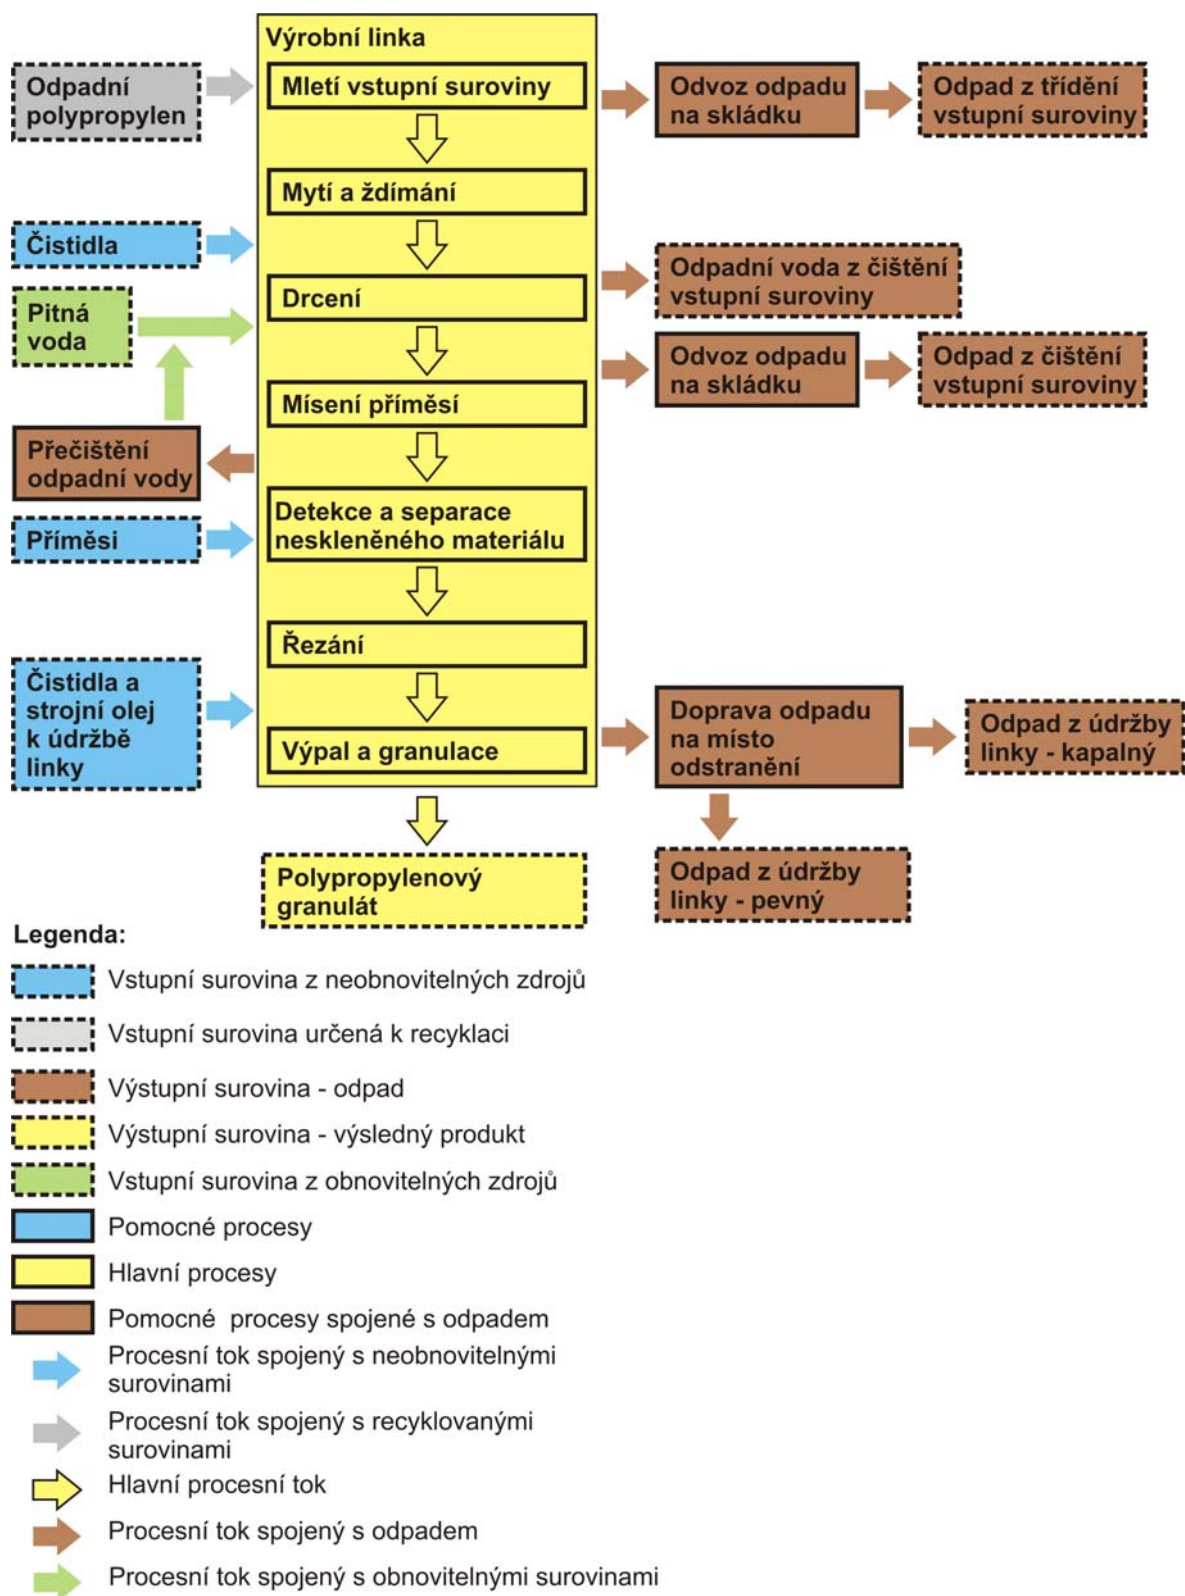 Výrobní linka
Odpadní
polypropylen
Mletí vstupní suroviny
Odvoz odpadu
na skládku
Odpad z třídění
vstupní suroviny
Mytí a ždímání
Čistidla
Drcení
Odpadní voda z čištění
vstupní suroviny
Pitná
voda
Odvoz odpadu
na skládku
Odpad z čištění
vstupní suroviny
Mísení příměsí
Přečištění
odpadní vody
Detekce a separace
neskleněného materiálu
Příměsi
Řezání
Čistidla a
strojní olej
k údržbě
linky
Výpal a granulace
Doprava odpadu
na místo
odstranění
Odpad z údržby
linky - kapalný
Polypropylenový
granulát
Odpad z údržby
linky - pevný
Legenda:
Vstupní surovina z neobnovitelných zdrojů
Vstupní surovina určená k recyklaci
Výstupní surovina - odpad
Výstupní surovina - výsledný produkt
Vstupní surovina z obnovitelných zdrojů
Pomocné procesy
Hlavní procesy
Pomocné procesy spojené s odpadem
Procesní tok spojený s neobnovitelnými
surovinami
Procesní tok spojený s recyklovanými
surovinami
Hlavní procesní tok
Procesní tok spojený s odpadem
Procesní tok spojený s obnovitelnými surovinami